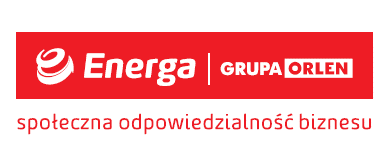 Energa | GRUPA ORLEN
społeczna odpowiedzialność biznesu